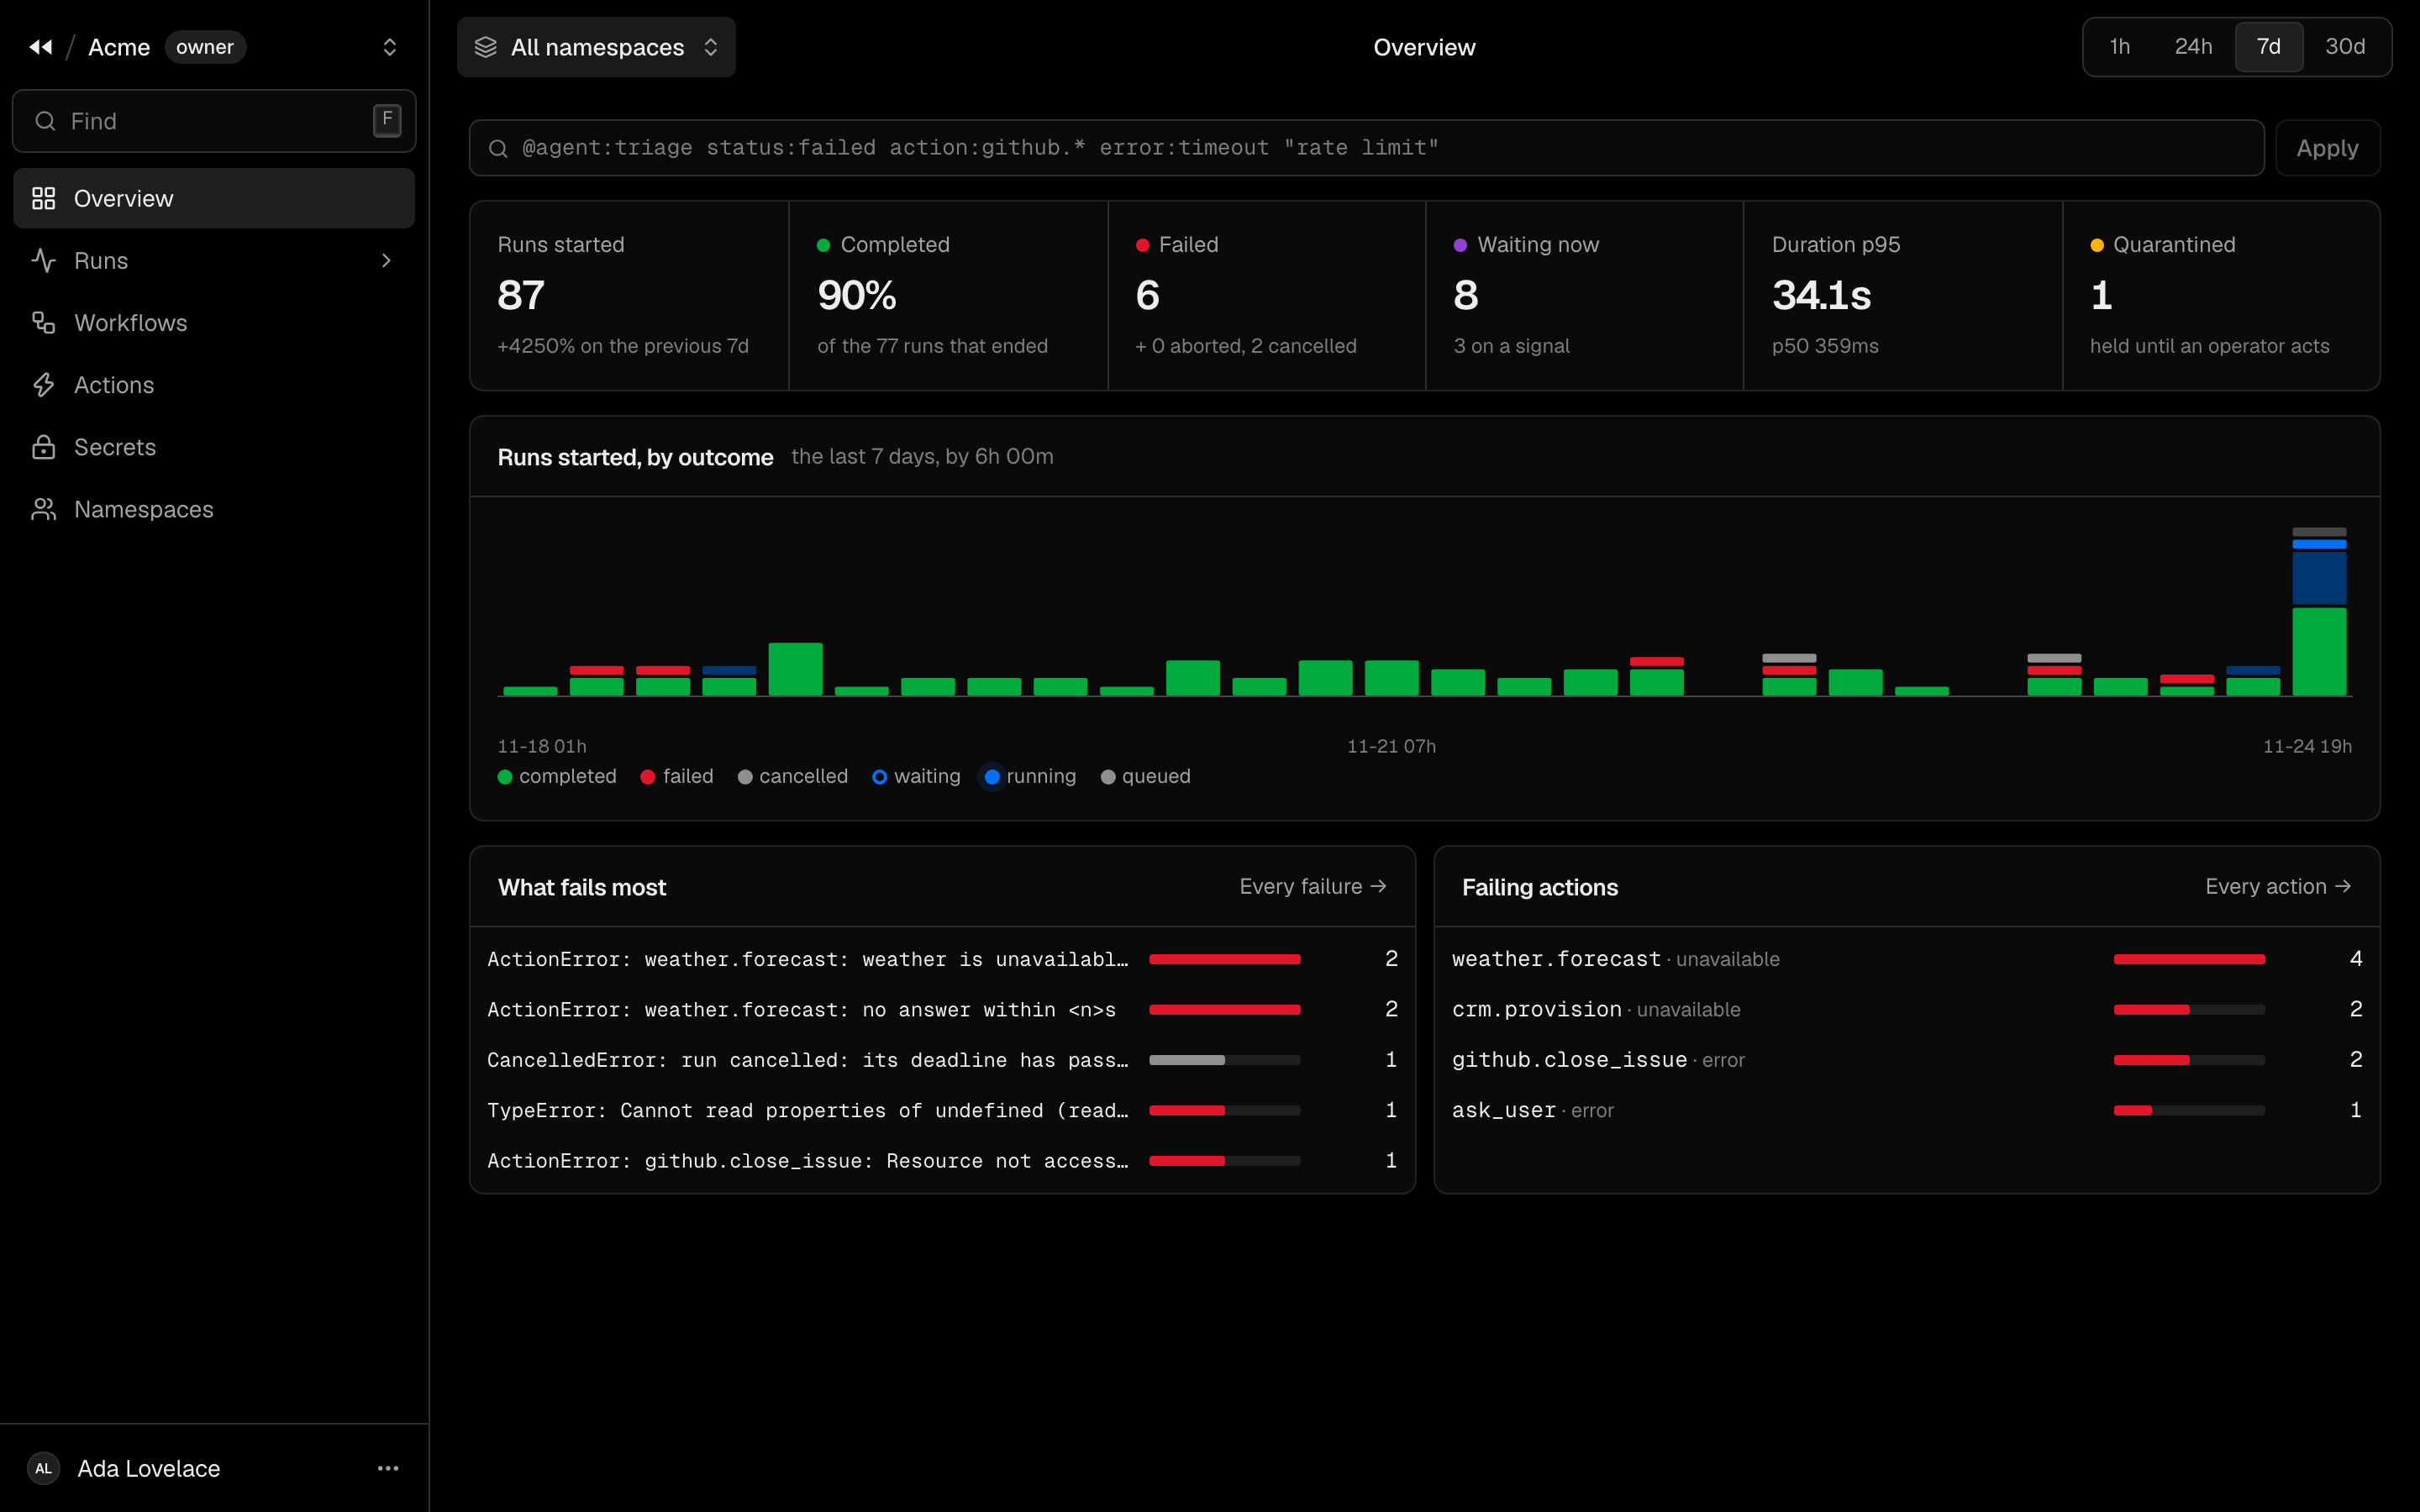 Acme owner
Find F
Overview
Runs
Workflows
Actions
Secrets
Namespaces
AL Ada Lovelace
All namespaces
Overview
1h 24h 7d 30d
@agent:triage status:failed action:github.* error:timeout "rate limit"
Apply
Runs started
87
+4250% on the previous 7d
Completed
90%
of the 77 runs that ended
Failed
6
+ 0 aborted, 2 cancelled
Waiting now
8
3 on a signal
Duration p95
34.1s
p50 359ms
Quarantined
1
held until an operator acts
Runs started, by outcome the last 7 days, by 6h 00m
11-18 01h 11-21 07h 11-24 19h
completed failed cancelled waiting running queued
What fails most Every failure →
ActionError: weather.forecast: weather is unavailabl… 2
ActionError: weather.forecast: no answer within <n>s 2
CancelledError: run cancelled: its deadline has pass… 1
TypeError: Cannot read properties of undefined (read… 1
ActionError: github.close_issue: Resource not access… 1
Failing actions Every action →
weather.forecast · unavailable 4
crm.provision · unavailable 2
github.close_issue · error 2
ask_user · error 1